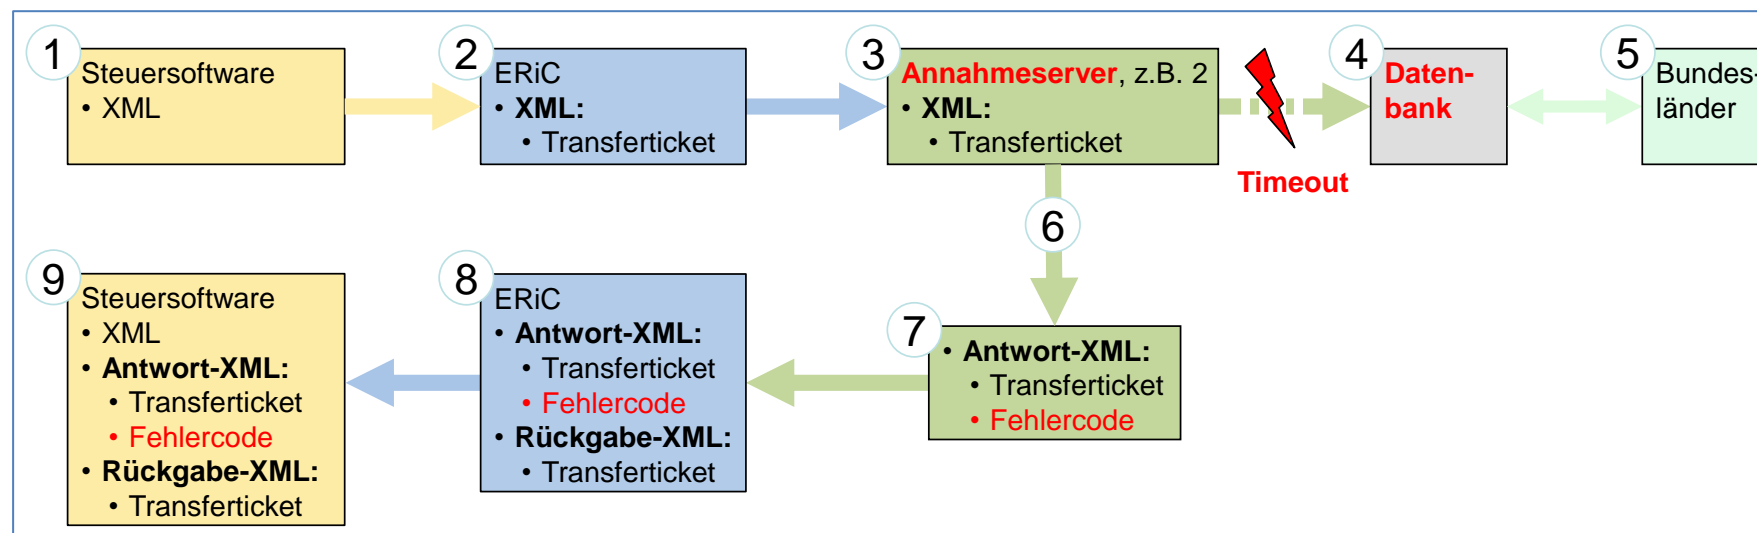 1
Steuersoftware
• XML
2
ERiC
• XML:
• Transferticket
3
Annahmeserver, z.B. 2
• XML:
• Transferticket
Timeout
4
Daten-
bank
5
Bundes-
länder
6
7
• Antwort-XML:
• Transferticket
• Fehlercode
8
ERiC
• Antwort-XML:
• Transferticket
• Fehlercode
• Rückgabe-XML:
• Transferticket
9
Steuersoftware
• XML
• Antwort-XML:
• Transferticket
• Fehlercode
• Rückgabe-XML:
• Transferticket